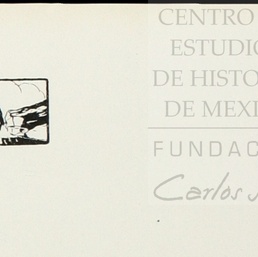 CENTRO
ESTUDIO
DE HISTO
DE MEXI
FUNDAC
Carlos